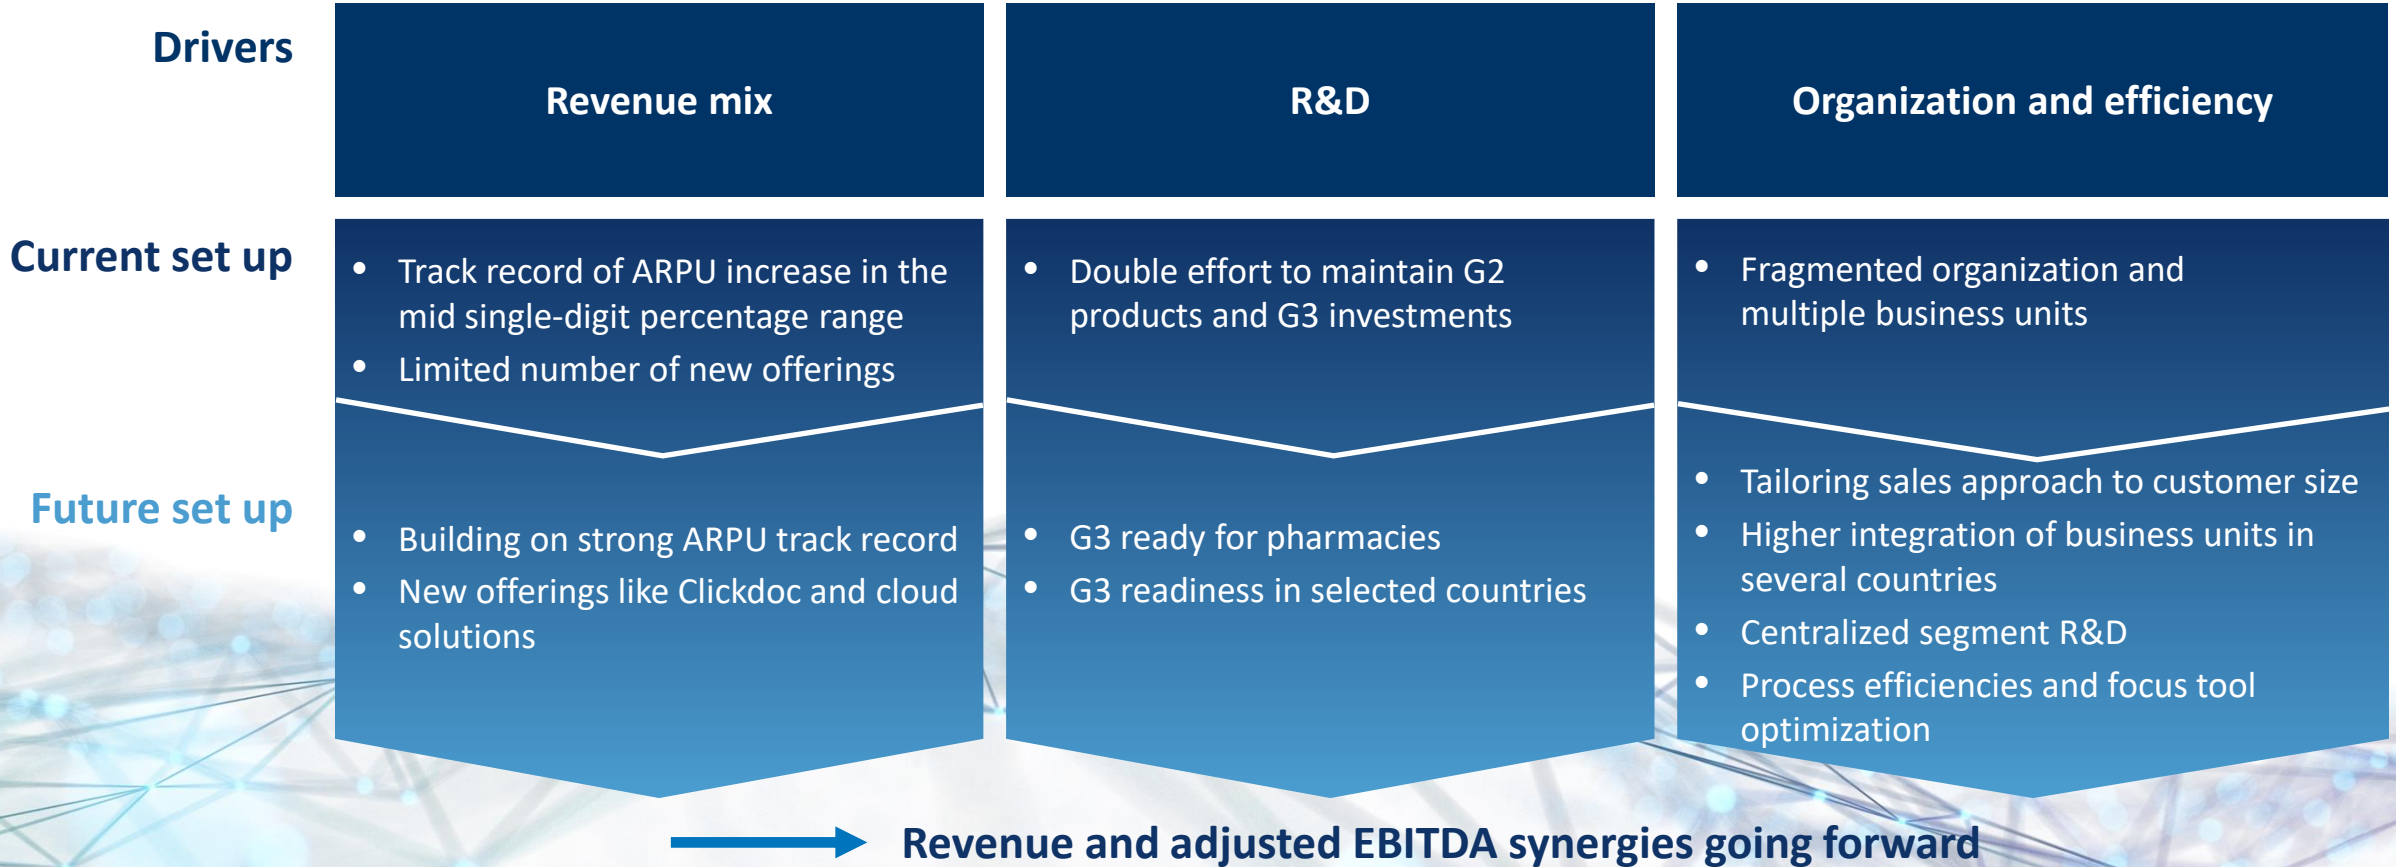 Drivers
Revenue mix
R&D
Organization and efficiency
Current set up
• Track record of ARPU increase in the
mid single-digit percentage range
• Limited number of new offerings
• Double effort to maintain G2
products and G3 investments
• Fragmented organization and
multiple business units
Future set up
• Building on strong ARPU track record
• New offerings like Clickdoc and cloud
solutions
• G3 ready for pharmacies
• G3 readiness in selected countries
• Tailoring sales approach to customer size
• Higher integration of business units in
several countries
• Centralized segment R&D
• Process efficiencies and focus tool
optimization
Revenue and adjusted EBITDA synergies going forward